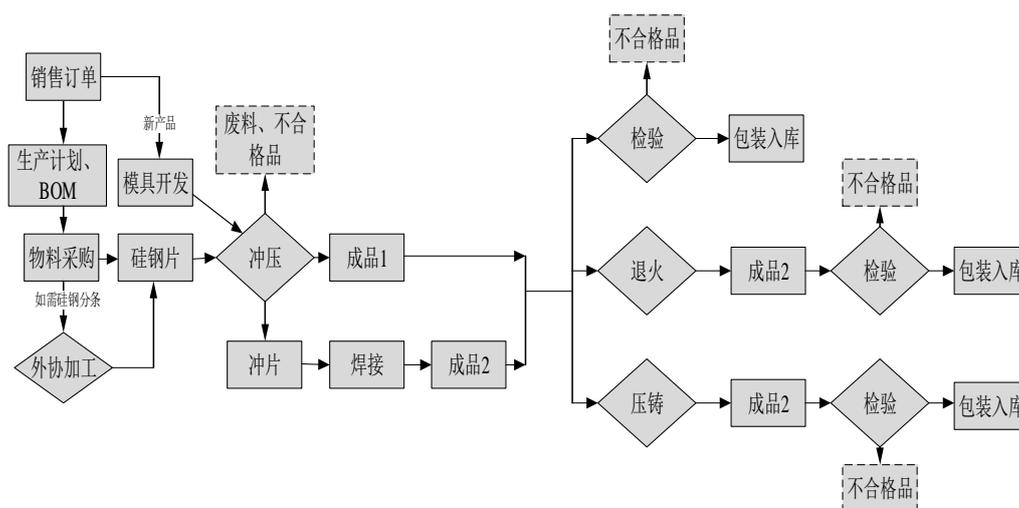 不合格品
销售订单
新产品
废料、不合
格品
检验
包装入库
生产计划、
BOM
模具开发
不合格品
物料采购
硅钢片
冲压
成品1
退火
成品2
检验
包装入库
如需硅钢分条
外协加工
冲片
焊接
成品2
压铸
成品2
检验
包装入库
不合格品